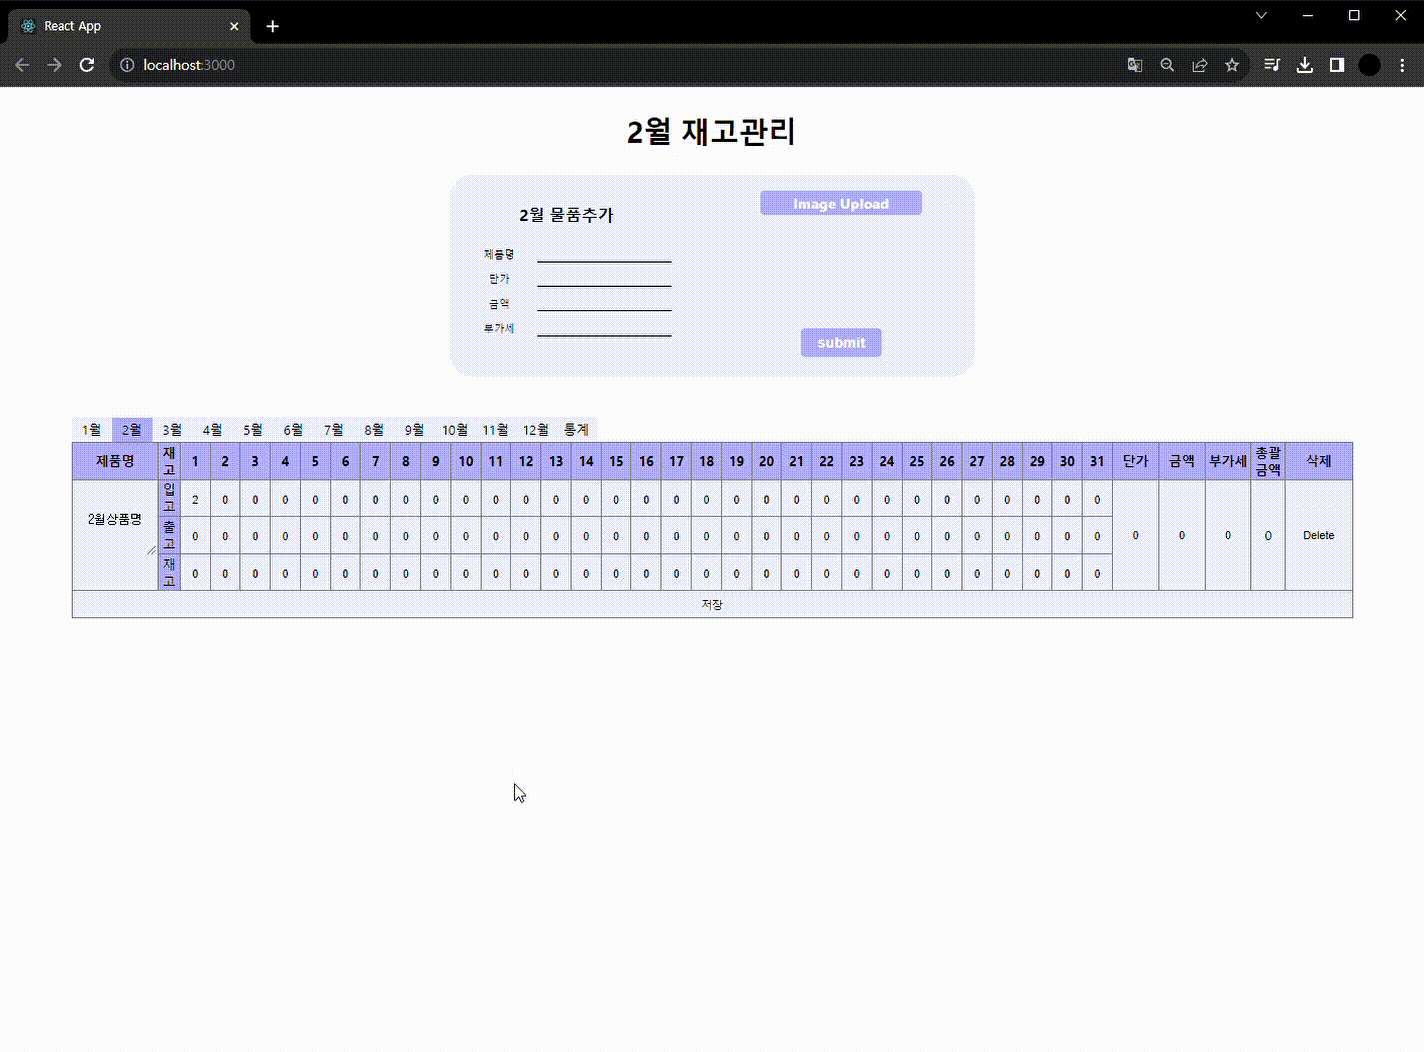 React App
localhost:3000
2월 재고관리
2월 물품추가
Image Upload
제품명
단가
금액
부가세
submit
1월 2월 3월 4월 5월 6월 7월 8월 9월 10월 11월 12월 통계
제품명 재고 1 2 3 4 5 6 7 8 9 10 11 12 13 14 15 16 17 18 19 20 21 22 23 24 25 26 27 28 29 30 31 단가 금액 부가세 총괄금액 삭제
2월상품명 입고 2 0 0 0 0 0 0 0 0 0 0 0 0 0 0 0 0 0 0 0 0 0 0 0 0 0 0 0 0 0 0 0 0 0 0 Delete
출고 0 0 0 0 0 0 0 0 0 0 0 0 0 0 0 0 0 0 0 0 0 0 0 0 0 0 0 0 0 0 0
재고 0 0 0 0 0 0 0 0 0 0 0 0 0 0 0 0 0 0 0 0 0 0 0 0 0 0 0 0 0 0 0
저장